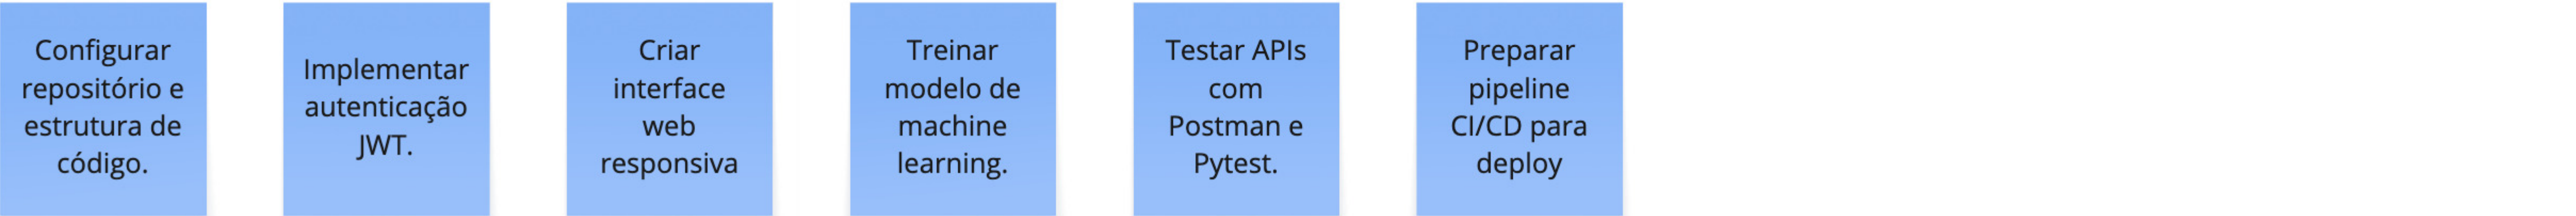 Configurar
repositório e
estrutura de
código.
Implementar
autenticação
JWT.
Criar
interface
web
responsiva
Treinar
modelo de
machine
learning.
Testar APIs
com
Postman e
Pytest.
Preparar
pipeline
CI/CD para
deploy